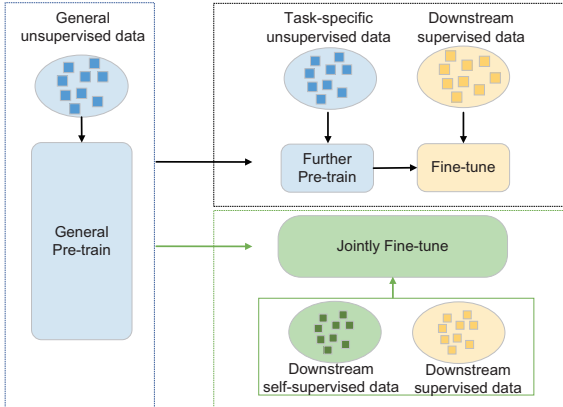 General
unsupervised data
General
Pre-train
Task-specific
unsupervised data
Downstream
supervised data
Further
Pre-train
Fine-tune
Jointly Fine-tune
Downstream
self-supervised data
Downstream
supervised data